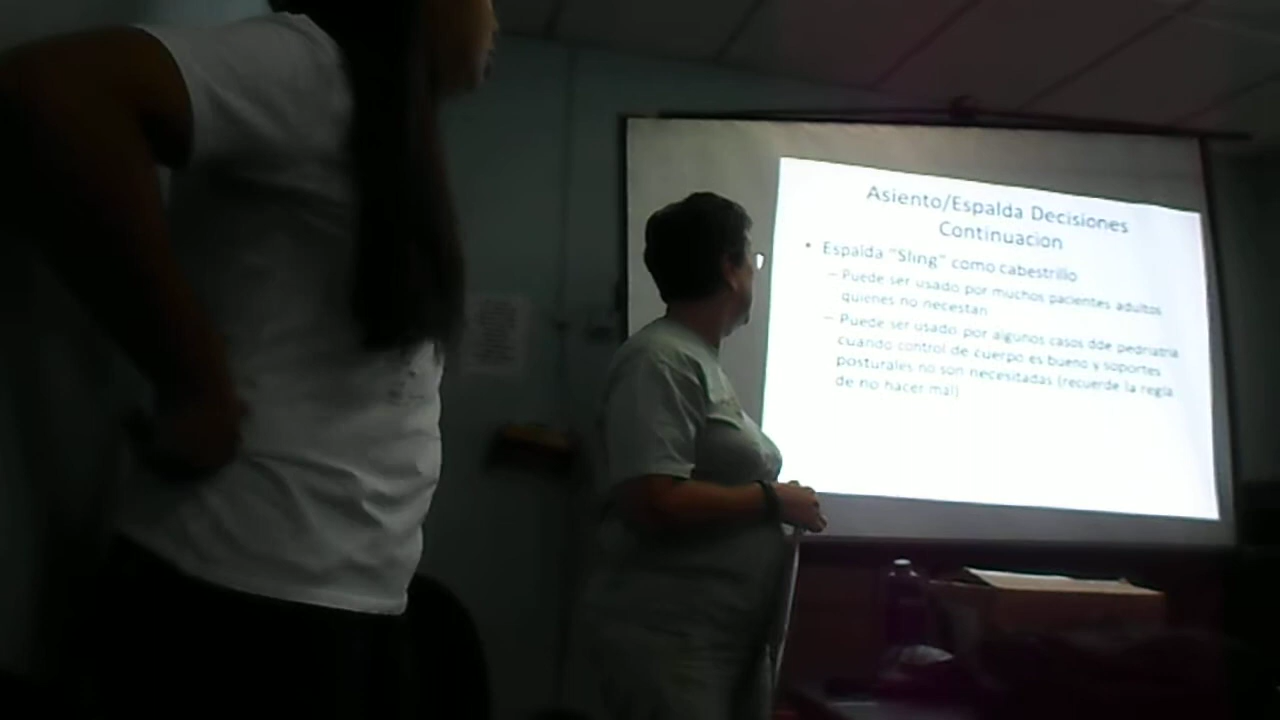 Asiento/Espalda Decisiones
Continuacion
• Espalda "Sling" como cabestrillo
– Puede ser usado por muchos pacientes adultos
quienes no necesitan
– Puede ser usado por algunos casos dde pedriatria
cuando control de cuerpo es bueno y soportes
posturales no son necesitadas (recuerde la regla
de no hacer mal)